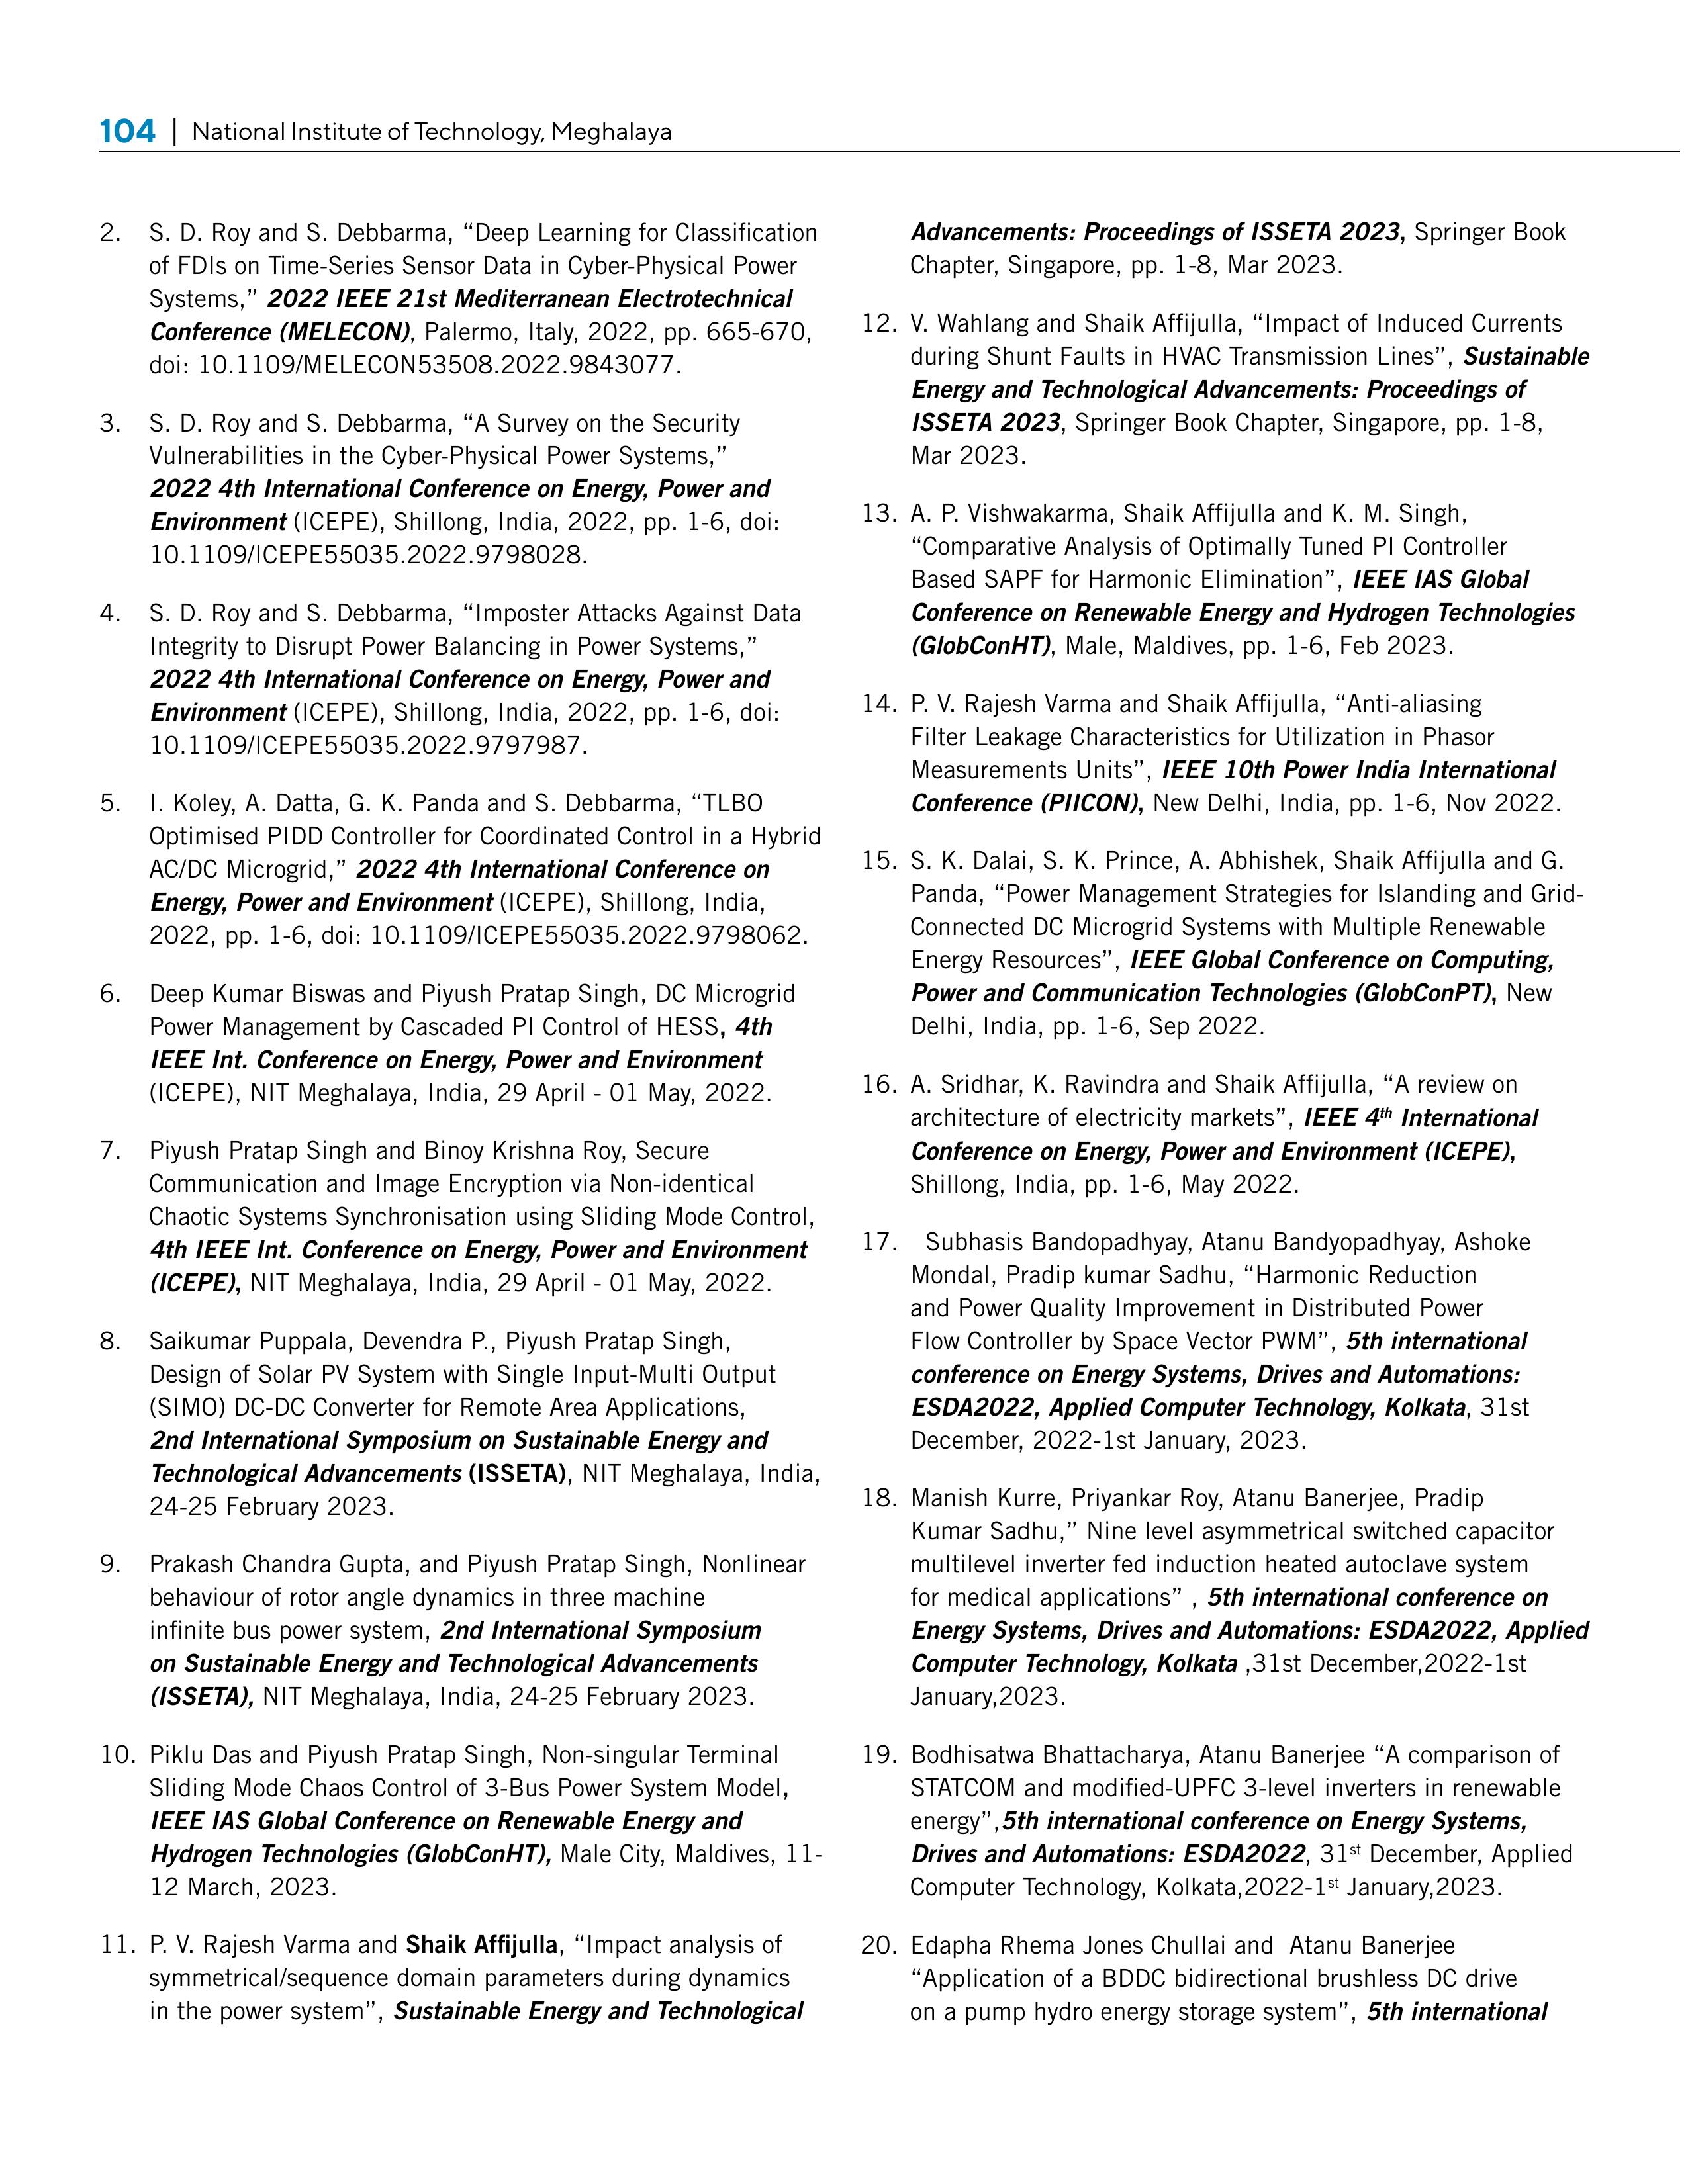 104 | National Institute of Technology, Meghalaya
2. S. D. Roy and S. Debbarma, “Deep Learning for Classification
of FDIs on Time-Series Sensor Data in Cyber-Physical Power
Systems,” 2022 IEEE 21st Mediterranean Electrotechnical
Conference (MELECON), Palermo, Italy, 2022, pp. 665-670,
doi: 10.1109/MELECON53508.2022.9843077.
3. S. D. Roy and S. Debbarma, “A Survey on the Security
Vulnerabilities in the Cyber-Physical Power Systems,”
2022 4th International Conference on Energy, Power and
Environment (ICEPE), Shillong, India, 2022, pp. 1-6, doi:
10.1109/ICEPE55035.2022.9798028.
4. S. D. Roy and S. Debbarma, “Imposter Attacks Against Data
Integrity to Disrupt Power Balancing in Power Systems,”
2022 4th International Conference on Energy, Power and
Environment (ICEPE), Shillong, India, 2022, pp. 1-6, doi:
10.1109/ICEPE55035.2022.9797987.
5. I. Koley, A. Datta, G. K. Panda and S. Debbarma, “TLBO
Optimised PIDD Controller for Coordinated Control in a Hybrid
AC/DC Microgrid,” 2022 4th International Conference on
Energy, Power and Environment (ICEPE), Shillong, India,
2022, pp. 1-6, doi: 10.1109/ICEPE55035.2022.9798062.
6. Deep Kumar Biswas and Piyush Pratap Singh, DC Microgrid
Power Management by Cascaded PI Control of HESS, 4th
IEEE Int. Conference on Energy, Power and Environment
(ICEPE), NIT Meghalaya, India, 29 April - 01 May, 2022.
7. Piyush Pratap Singh and Binoy Krishna Roy, Secure
Communication and Image Encryption via Non-identical
Chaotic Systems Synchronisation using Sliding Mode Control,
4th IEEE Int. Conference on Energy, Power and Environment
(ICEPE), NIT Meghalaya, India, 29 April - 01 May, 2022.
8. Saikumar Puppala, Devendra P., Piyush Pratap Singh,
Design of Solar PV System with Single Input-Multi Output
(SIMO) DC-DC Converter for Remote Area Applications,
2nd International Symposium on Sustainable Energy and
Technological Advancements (ISSETA), NIT Meghalaya, India,
24-25 February 2023.
9. Prakash Chandra Gupta, and Piyush Pratap Singh, Nonlinear
behaviour of rotor angle dynamics in three machine
infinite bus power system, 2nd International Symposium
on Sustainable Energy and Technological Advancements
(ISSETA), NIT Meghalaya, India, 24-25 February 2023.
10. Piklu Das and Piyush Pratap Singh, Non-singular Terminal
Sliding Mode Chaos Control of 3-Bus Power System Model,
IEEE IAS Global Conference on Renewable Energy and
Hydrogen Technologies (GlobConHT), Male City, Maldives, 11-
12 March, 2023.
11. P. V. Rajesh Varma and Shaik Affijulla, “Impact analysis of
symmetrical/sequence domain parameters during dynamics
in the power system”, Sustainable Energy and Technological
Advancements: Proceedings of ISSETA 2023, Springer Book
Chapter, Singapore, pp. 1-8, Mar 2023.
12. V. Wahlang and Shaik Affijulla, “Impact of Induced Currents
during Shunt Faults in HVAC Transmission Lines”, Sustainable
Energy and Technological Advancements: Proceedings of
ISSETA 2023, Springer Book Chapter, Singapore, pp. 1-8,
Mar 2023.
13. A. P. Vishwakarma, Shaik Affijulla and K. M. Singh,
“Comparative Analysis of Optimally Tuned PI Controller
Based SAPF for Harmonic Elimination”, IEEE IAS Global
Conference on Renewable Energy and Hydrogen Technologies
(GlobConHT), Male, Maldives, pp. 1-6, Feb 2023.
14. P. V. Rajesh Varma and Shaik Affijulla, “Anti-aliasing
Filter Leakage Characteristics for Utilization in Phasor
Measurements Units”, IEEE 10th Power India International
Conference (PIICON), New Delhi, India, pp. 1-6, Nov 2022.
15. S. K. Dalai, S. K. Prince, A. Abhishek, Shaik Affijulla and G.
Panda, “Power Management Strategies for Islanding and Grid-
Connected DC Microgrid Systems with Multiple Renewable
Energy Resources”, IEEE Global Conference on Computing,
Power and Communication Technologies (GlobConPT), New
Delhi, India, pp. 1-6, Sep 2022.
16. A. Sridhar, K. Ravindra and Shaik Affijulla, “A review on
architecture of electricity markets”, IEEE 4th International
Conference on Energy, Power and Environment (ICEPE),
Shillong, India, pp. 1-6, May 2022.
17. Subhasis Bandopadhyay, Atanu Bandyopadhyay, Ashoke
Mondal, Pradip kumar Sadhu, “Harmonic Reduction
and Power Quality Improvement in Distributed Power
Flow Controller by Space Vector PWM”, 5th international
conference on Energy Systems, Drives and Automations:
ESDA2022, Applied Computer Technology, Kolkata, 31st
December, 2022-1st January, 2023.
18. Manish Kurre, Priyankar Roy, Atanu Banerjee, Pradip
Kumar Sadhu,” Nine level asymmetrical switched capacitor
multilevel inverter fed induction heated autoclave system
for medical applications” , 5th international conference on
Energy Systems, Drives and Automations: ESDA2022, Applied
Computer Technology, Kolkata ,31st December,2022-1st
January,2023.
19. Bodhisatwa Bhattacharya, Atanu Banerjee “A comparison of
STATCOM and modified-UPFC 3-level inverters in renewable
energy”,5th international conference on Energy Systems,
Drives and Automations: ESDA2022, 31st December, Applied
Computer Technology, Kolkata,2022-1st January,2023.
20. Edapha Rhema Jones Chullai and Atanu Banerjee
“Application of a BDDC bidirectional brushless DC drive
on a pump hydro energy storage system”, 5th international